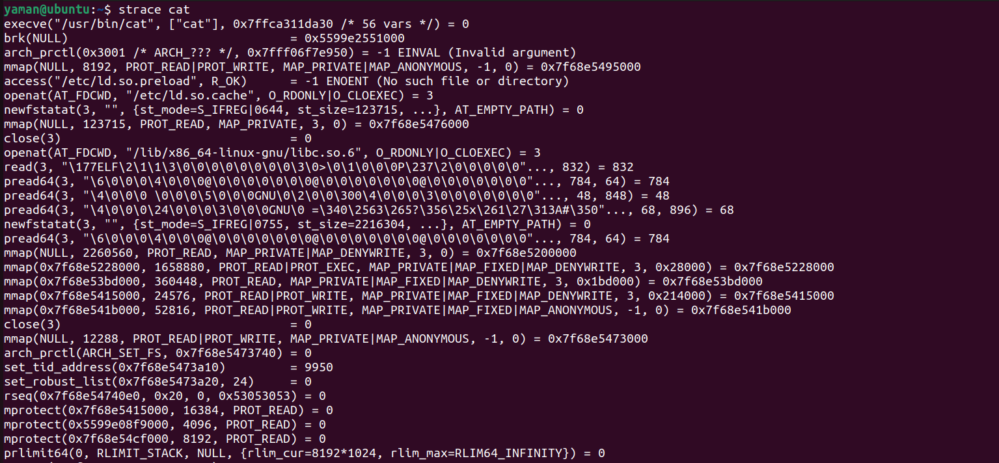 yaman@ubuntu:~$ strace cat
execve("/usr/bin/cat", ["cat"], 0x7ffca311da30 /* 56 vars */) = 0
brk(NULL)                               = 0x5599e2551000
arch_prctl(0x3001 /* ARCH_??? */, 0x7fff06f7e950) = -1 EINVAL (Invalid argument)
mmap(NULL, 8192, PROT_READ|PROT_WRITE, MAP_PRIVATE|MAP_ANONYMOUS, -1, 0) = 0x7f68e5495000
access("/etc/ld.so.preload", R_OK)      = -1 ENOENT (No such file or directory)
openat(AT_FDCWD, "/etc/ld.so.cache", O_RDONLY|O_CLOEXEC) = 3
newfstatat(3, "", {st_mode=S_IFREG|0644, st_size=123715, ...}, AT_EMPTY_PATH) = 0
mmap(NULL, 123715, PROT_READ, MAP_PRIVATE, 3, 0) = 0x7f68e5476000
close(3)                                = 0
openat(AT_FDCWD, "/lib/x86_64-linux-gnu/libc.so.6", O_RDONLY|O_CLOEXEC) = 3
read(3, "\177ELF\2\1\1\3\0\0\0\0\0\0\0\0\3\0>\0\1\0\0\0P\237\2\0\0\0\0\0"..., 832) = 832
pread64(3, "\6\0\0\0\4\0\0\0@\0\0\0\0\0\0\0@\0\0\0\0\0\0\0@\0\0\0\0\0\0\0"..., 784, 64) = 784
pread64(3, "\4\0\0\0 \0\0\0\5\0\0\0GNU\0\2\0\0\300\4\0\0\0\3\0\0\0\0\0\0\0"..., 48, 848) = 48
pread64(3, "\4\0\0\0\24\0\0\0\3\0\0\0GNU\0 =\340\2563\265?\356\25x\261\27\313A#\350"..., 68, 896) = 68
newfstatat(3, "", {st_mode=S_IFREG|0755, st_size=2216304, ...}, AT_EMPTY_PATH) = 0
pread64(3, "\6\0\0\0\4\0\0\0@\0\0\0\0\0\0\0@\0\0\0\0\0\0\0@\0\0\0\0\0\0\0"..., 784, 64) = 784
mmap(NULL, 2260560, PROT_READ, MAP_PRIVATE|MAP_DENYWRITE, 3, 0) = 0x7f68e5200000
mmap(0x7f68e5228000, 1658880, PROT_READ|PROT_EXEC, MAP_PRIVATE|MAP_FIXED|MAP_DENYWRITE, 3, 0x28000) = 0x7f68e5228000
mmap(0x7f68e53bd000, 360448, PROT_READ, MAP_PRIVATE|MAP_FIXED|MAP_DENYWRITE, 3, 0x1bd000) = 0x7f68e53bd000
mmap(0x7f68e5415000, 24576, PROT_READ|PROT_WRITE, MAP_PRIVATE|MAP_FIXED|MAP_DENYWRITE, 3, 0x214000) = 0x7f68e5415000
mmap(0x7f68e541b000, 52816, PROT_READ|PROT_WRITE, MAP_PRIVATE|MAP_FIXED|MAP_ANONYMOUS, -1, 0) = 0x7f68e541b000
close(3)                                = 0
mmap(NULL, 12288, PROT_READ|PROT_WRITE, MAP_PRIVATE|MAP_ANONYMOUS, -1, 0) = 0x7f68e5473000
arch_prctl(ARCH_SET_FS, 0x7f68e5473740) = 0
set_tid_address(0x7f68e5473a10)         = 9950
set_robust_list(0x7f68e5473a20, 24)     = 0
rseq(0x7f68e54740e0, 0x20, 0, 0x53053053) = 0
mprotect(0x7f68e5415000, 16384, PROT_READ) = 0
mprotect(0x5599e08f9000, 4096, PROT_READ) = 0
mprotect(0x7f68e54cf000, 8192, PROT_READ) = 0
prlimit64(0, RLIMIT_STACK, NULL, {rlim_cur=8192*1024, rlim_max=RLIM64_INFINITY}) = 0